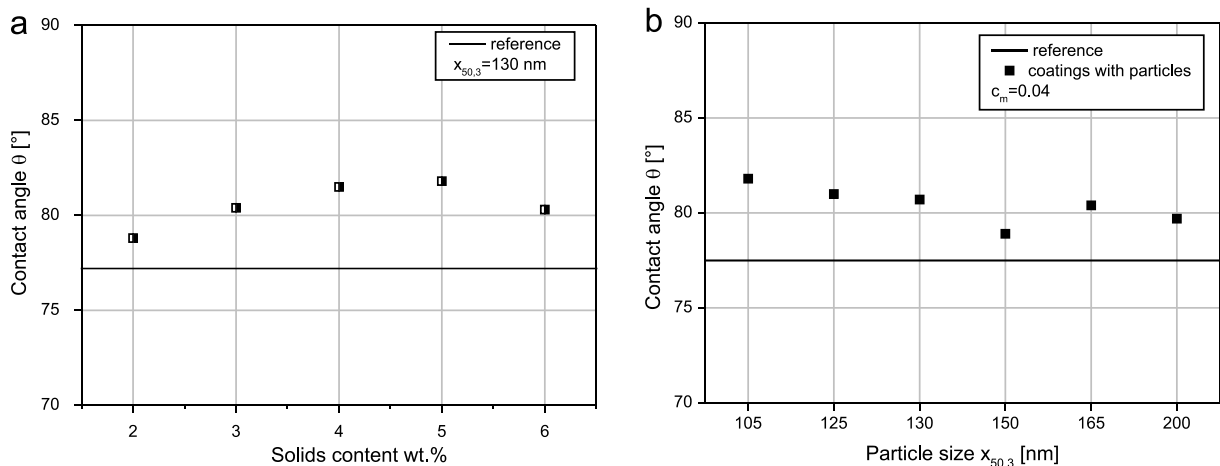 a
90
85
80
75
70
Contact angle θ [°]
reference
x50,3=130 nm
2 3 4 5 6
Solids content wt.%
b
90
85
80
75
70
Contact angle θ [°]
reference
coatings with particles
cm=0.04
105 125 130 150 165 200
Particle size x50,3 [nm]